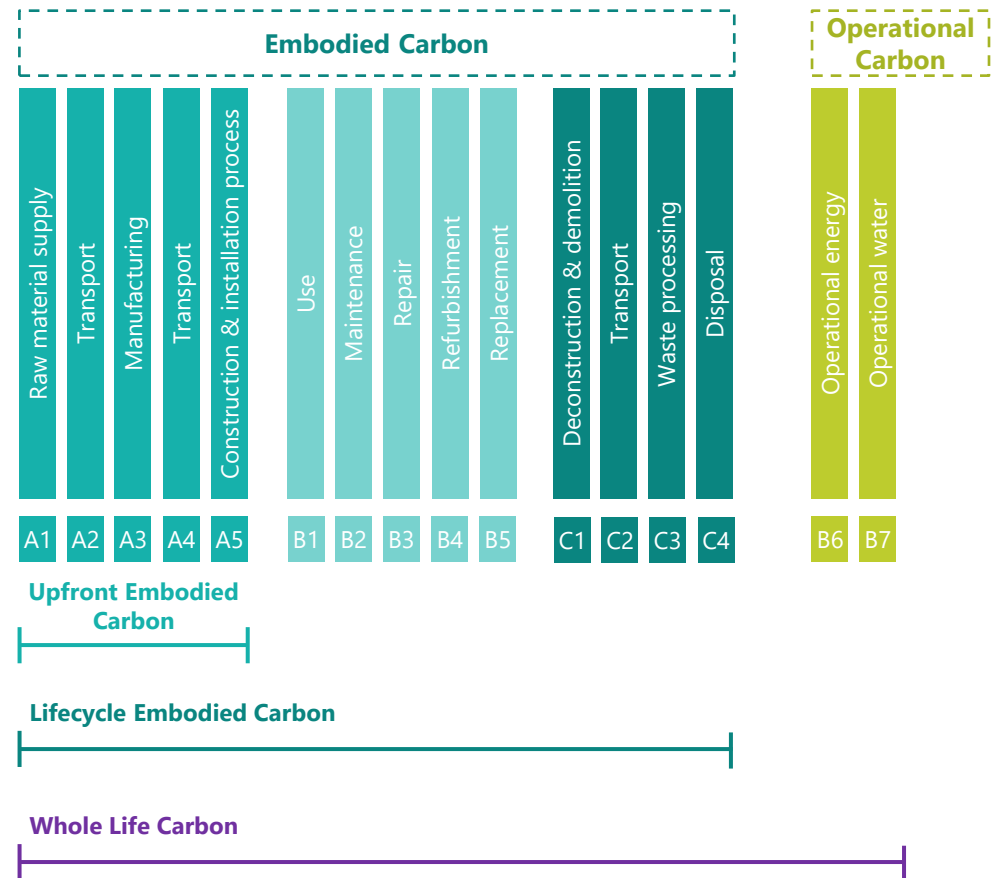 Embodied Carbon
Operational
Carbon
Raw material supply
Transport
Manufacturing
Transport
Construction & installation process
Use
Maintenance
Repair
Refurbishment
Replacement
Deconstruction & demolition
Transport
Waste processing
Disposal
Operational energy
Operational water
A1
A2
A3
A4
A5
B1
B2
B3
B4
B5
C1
C2
C3
C4
B6
B7
Upfront Embodied
Carbon
Lifecycle Embodied Carbon
Whole Life Carbon